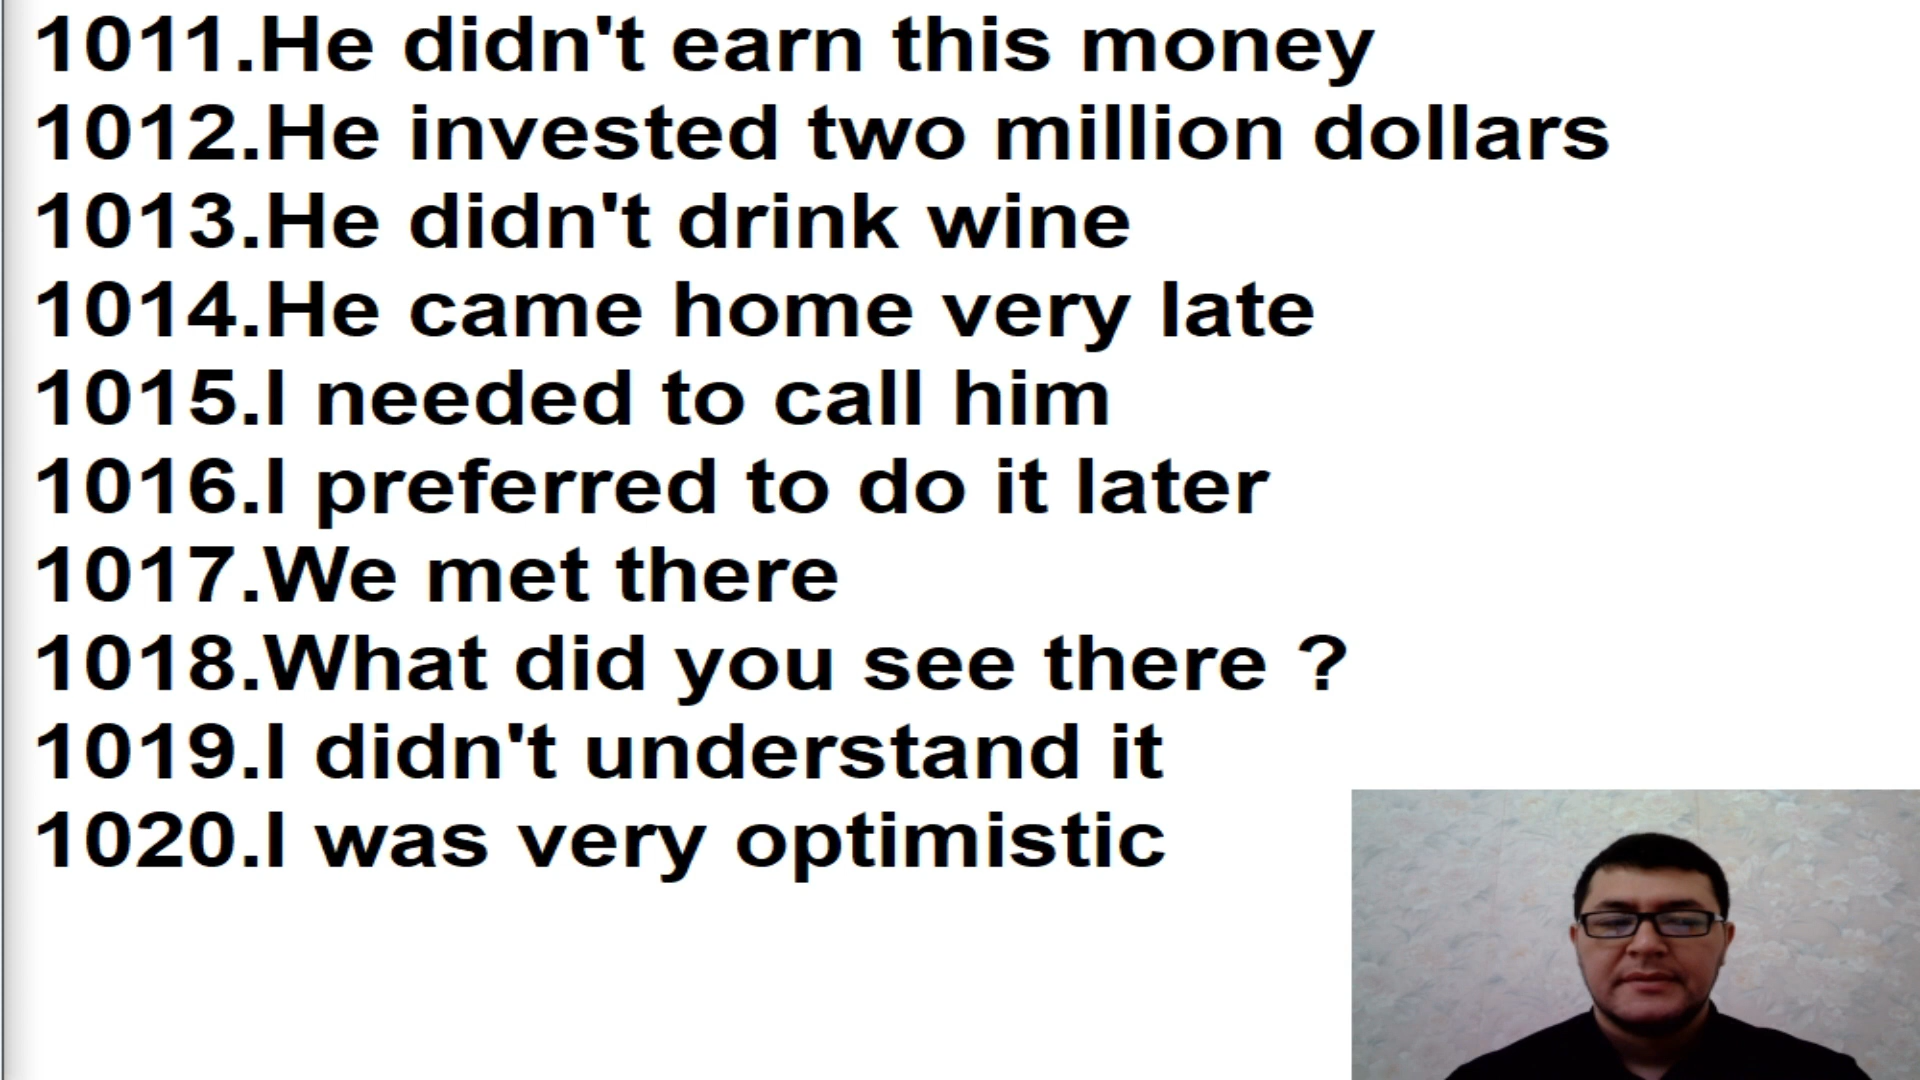 1011.He didn't earn this money
1012.He invested two million dollars
1013.He didn't drink wine
1014.He came home very late
1015.I needed to call him
1016.I preferred to do it later
1017.We met there
1018.What did you see there ?
1019.I didn't understand it
1020.I was very optimistic